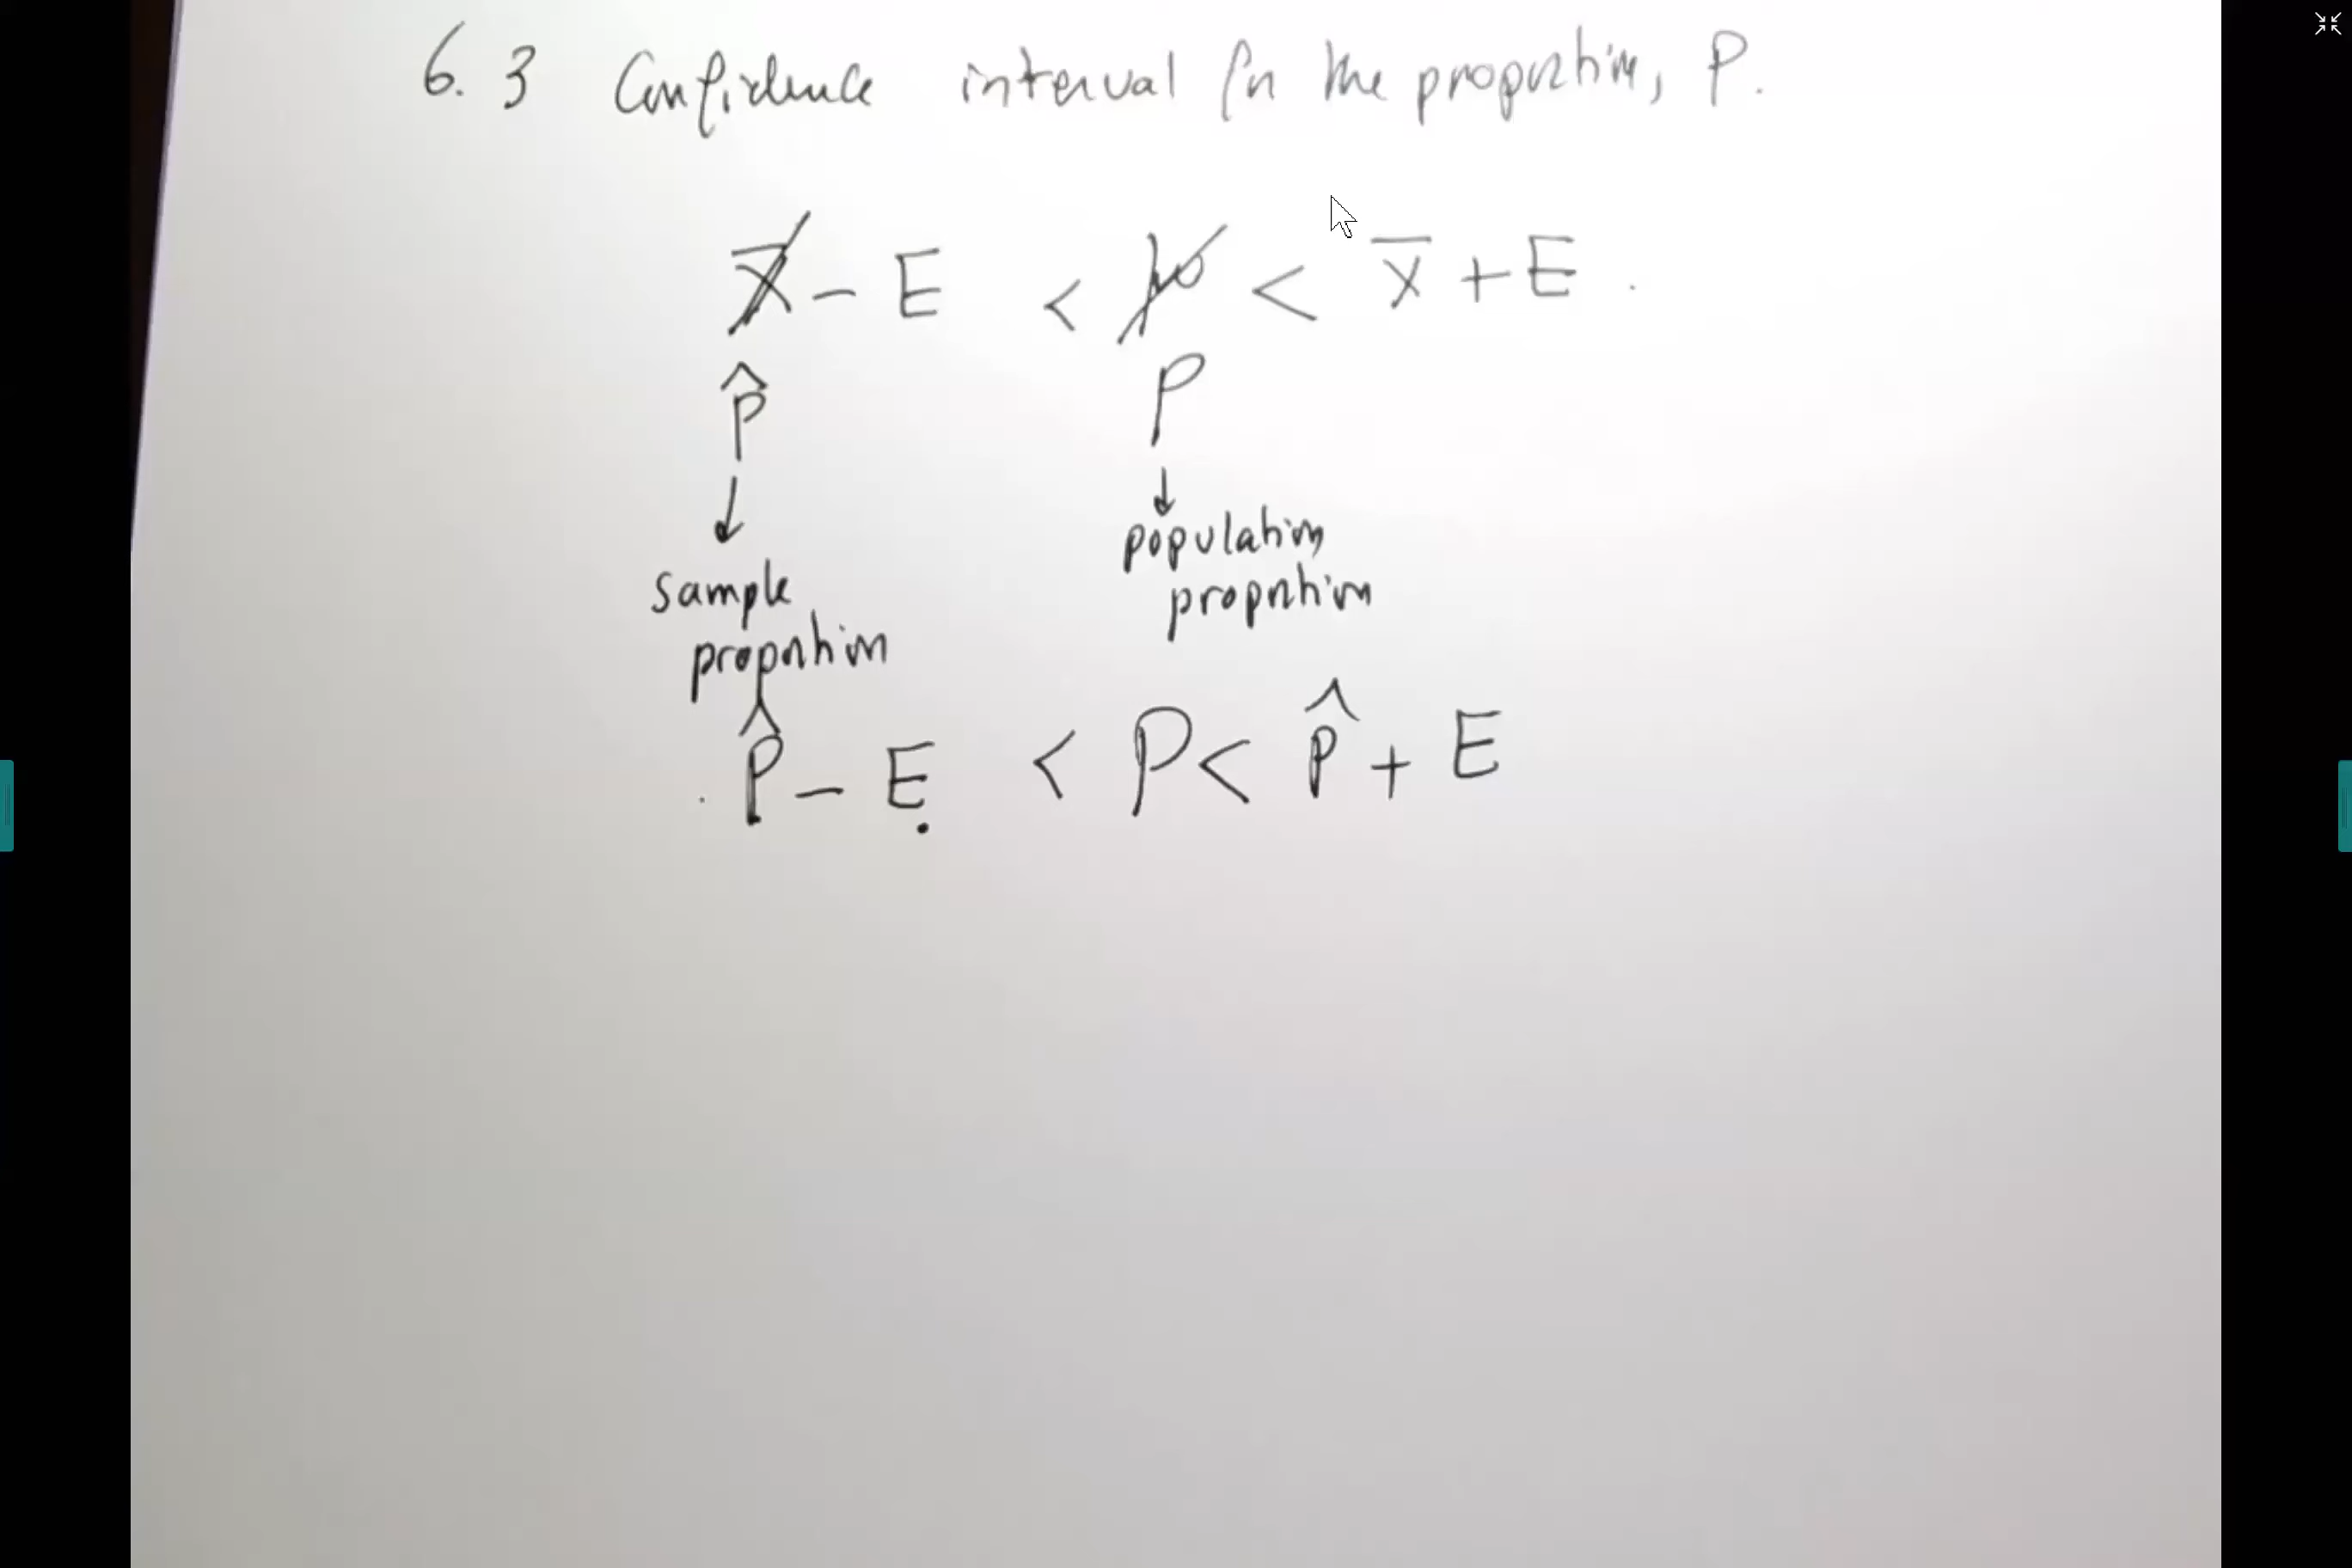 6.3 Confidence interval for the proportion, P.
x̄ - E < μ < x̄ + E .
p̂ P
↓ ↓
population
sample proportion
proportion
p̂ - E < P < p̂ + E